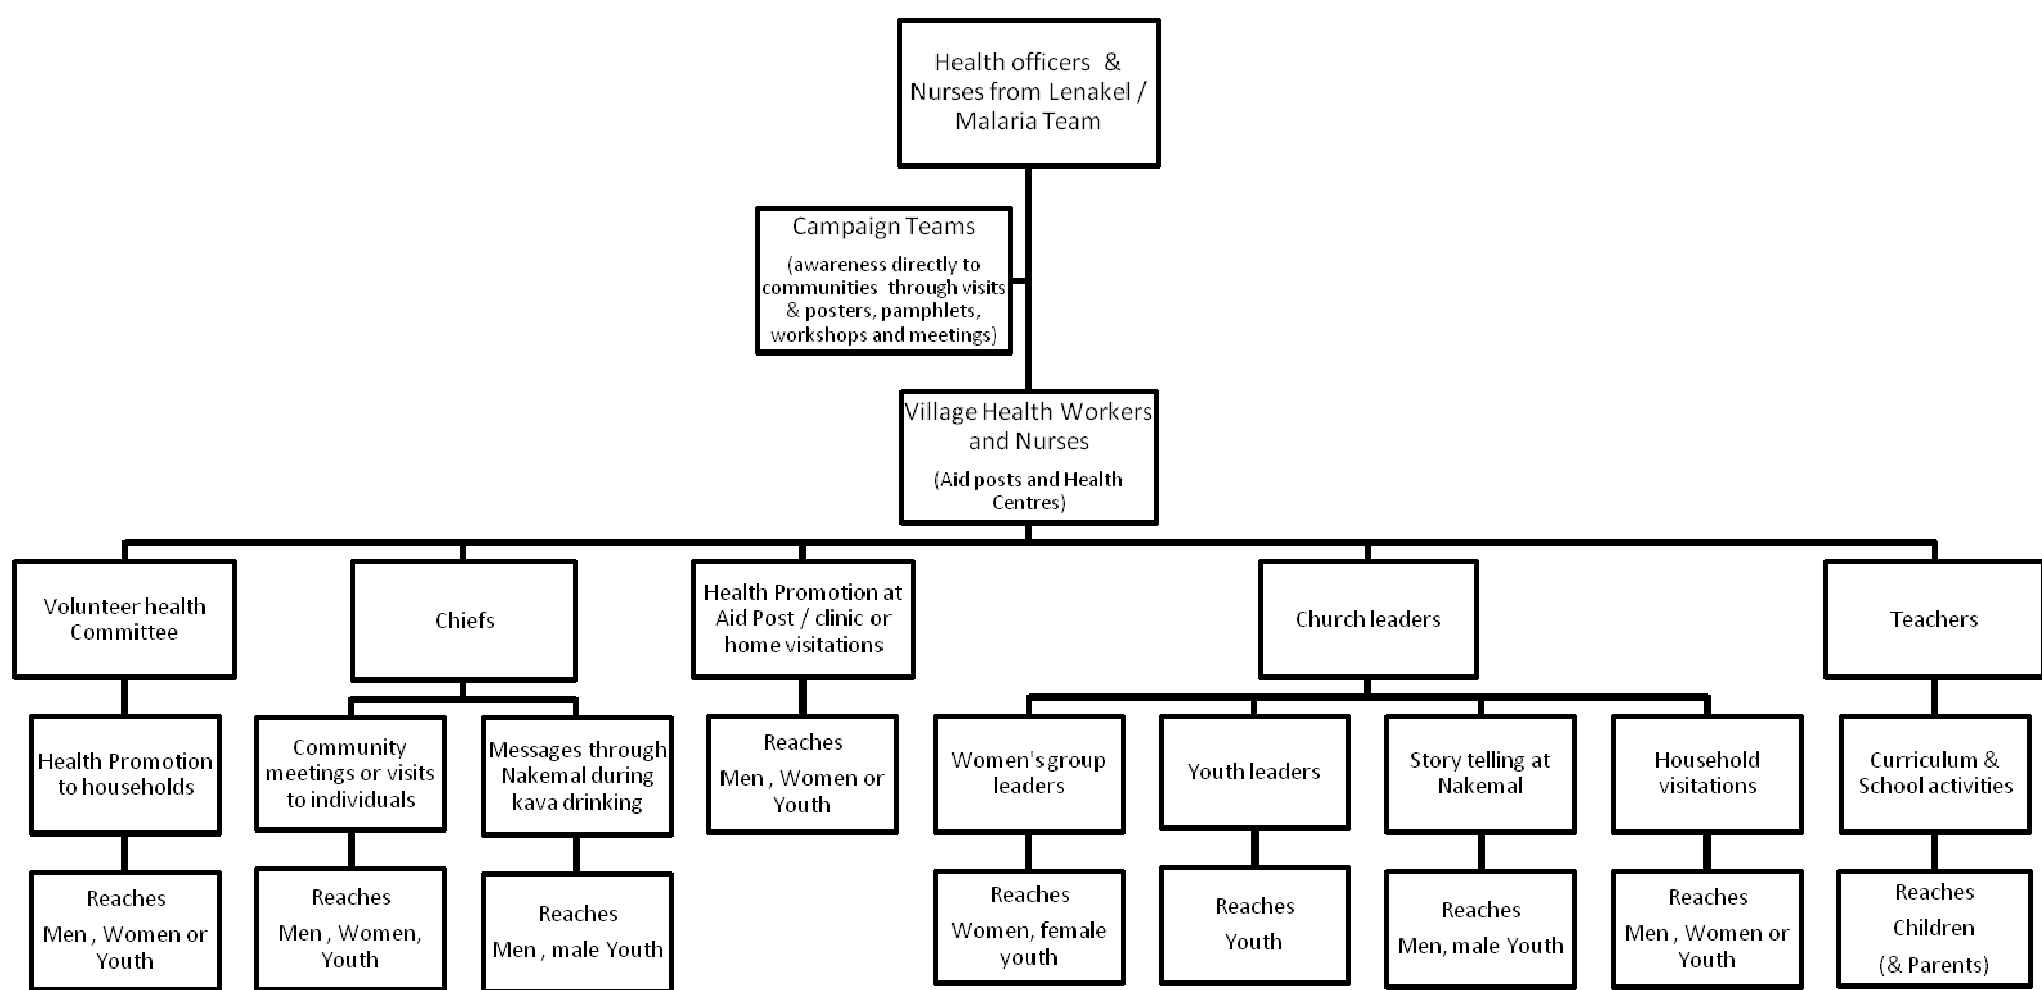 Health officers &
Nurses from Lenakel /
Malaria Team
Campaign Teams
(awareness directly to
communities through visits
& posters, pamphlets,
workshops and meetings)
Village Health Workers
and Nurses
(Aid posts and Health
Centres)
Volunteer health
Committee
Chiefs
Health Promotion at
Aid Post / clinic or
home visitations
Church leaders
Teachers
Health Promotion
to households
Community
meetings or visits
to individuals
Messages through
Nakemal during
kava drinking
Reaches
Men , Women or
Youth
Women's group
leaders
Youth leaders
Story telling at
Nakemal
Household
visitations
Curriculum &
School activities
Reaches
Men , Women or
Youth
Reaches
Men , Women,
Youth
Reaches
Men , male Youth
Reaches
Women, female
youth
Reaches
Youth
Reaches
Men, male Youth
Reaches
Men , Women or
Youth
Reaches
Children
(& Parents)